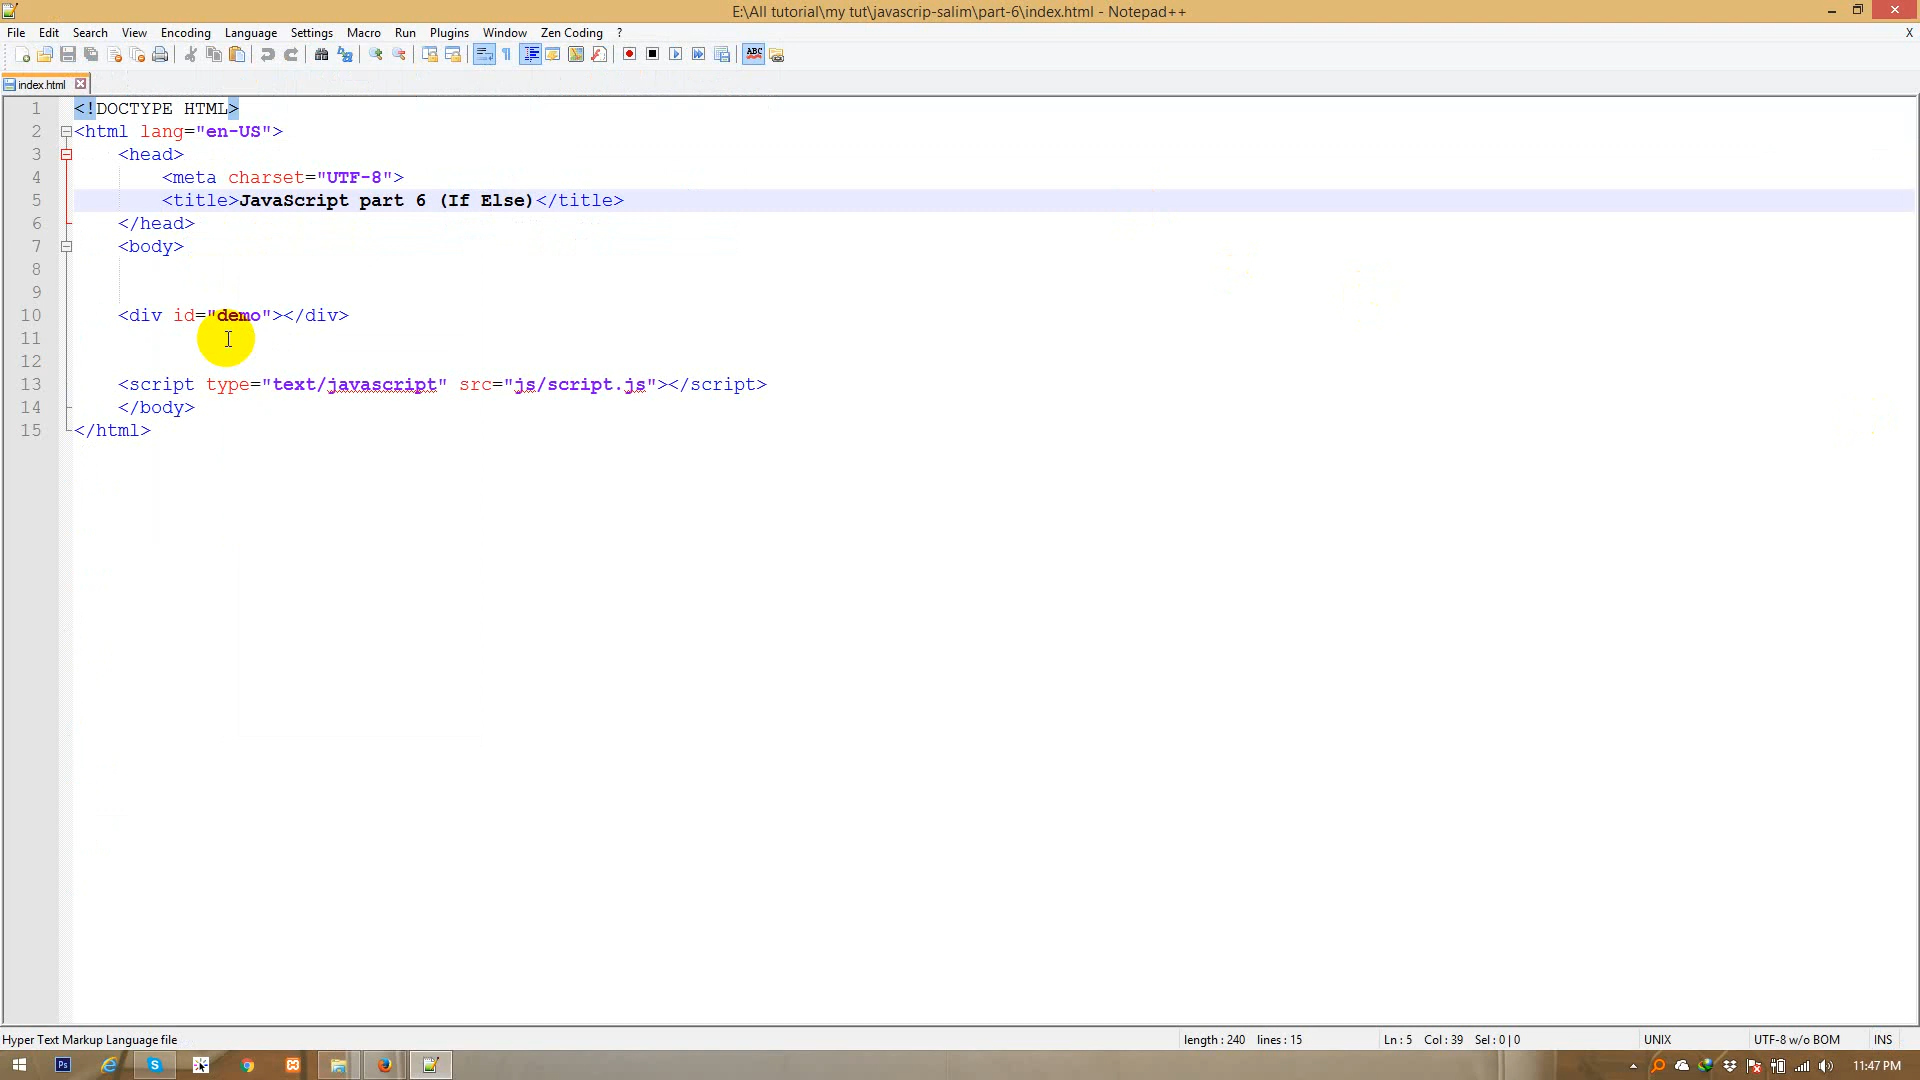 E:\All tutorial\my tut\javascrip-salim\part-6\index.html - Notepad++
File Edit Search View Encoding Language Settings Macro Run Plugins Window Zen Coding ? X
ABC
index.html
1 <!DOCTYPE HTML>
2 <html lang="en-US">
3 <head>
4 <meta charset="UTF-8">
5 <title>JavaScript part 6 (If Else)</title>
6 </head>
7 <body>
8
9
10 <div id="demo"></div>
11
12
13 <script type="text/javascript" src="js/script.js"></script>
14 </body>
15 </html>
Hyper Text Markup Language file length : 240 lines : 15 Ln : 5 Col : 39 Sel : 0 | 0 UNIX UTF-8 w/o BOM INS
Ps 11:47 PM